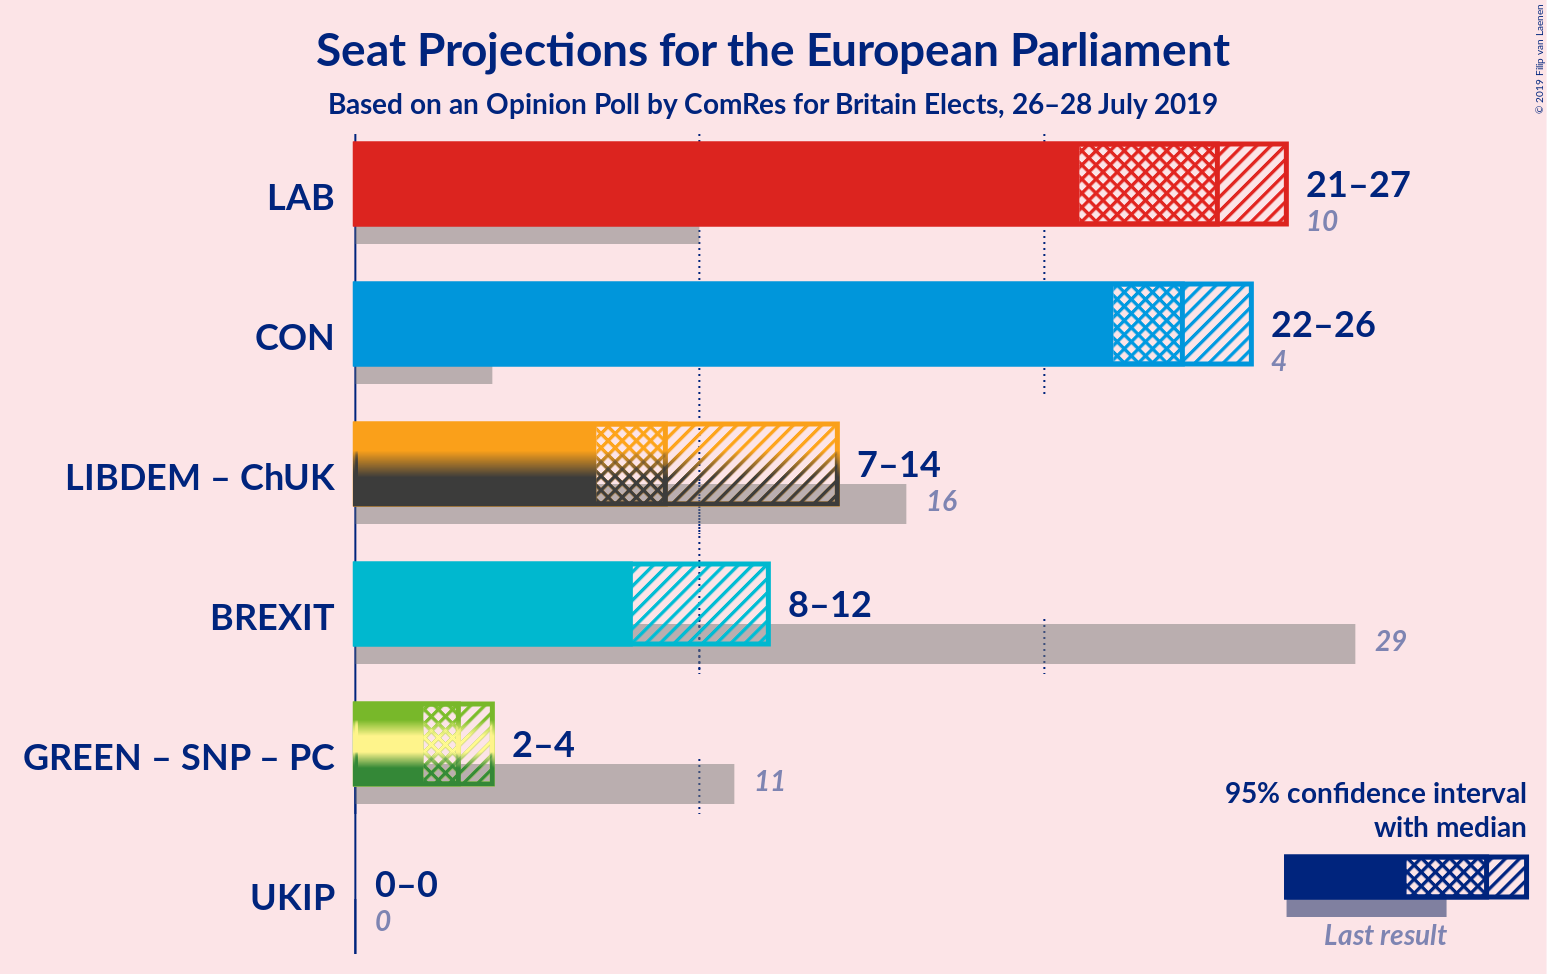 Seat Projections for the European Parliament
Based on an Opinion Poll by ComRes for Britain Elects, 26–28 July 2019
© 2019 Filip van Laenen
LAB
21–27
10
CON
22–26
4
LIBDEM – ChUK
7–14
16
BREXIT
8–12
29
GREEN – SNP – PC
2–4
11
UKIP
0–0
0
95% confidence interval
with median
Last result